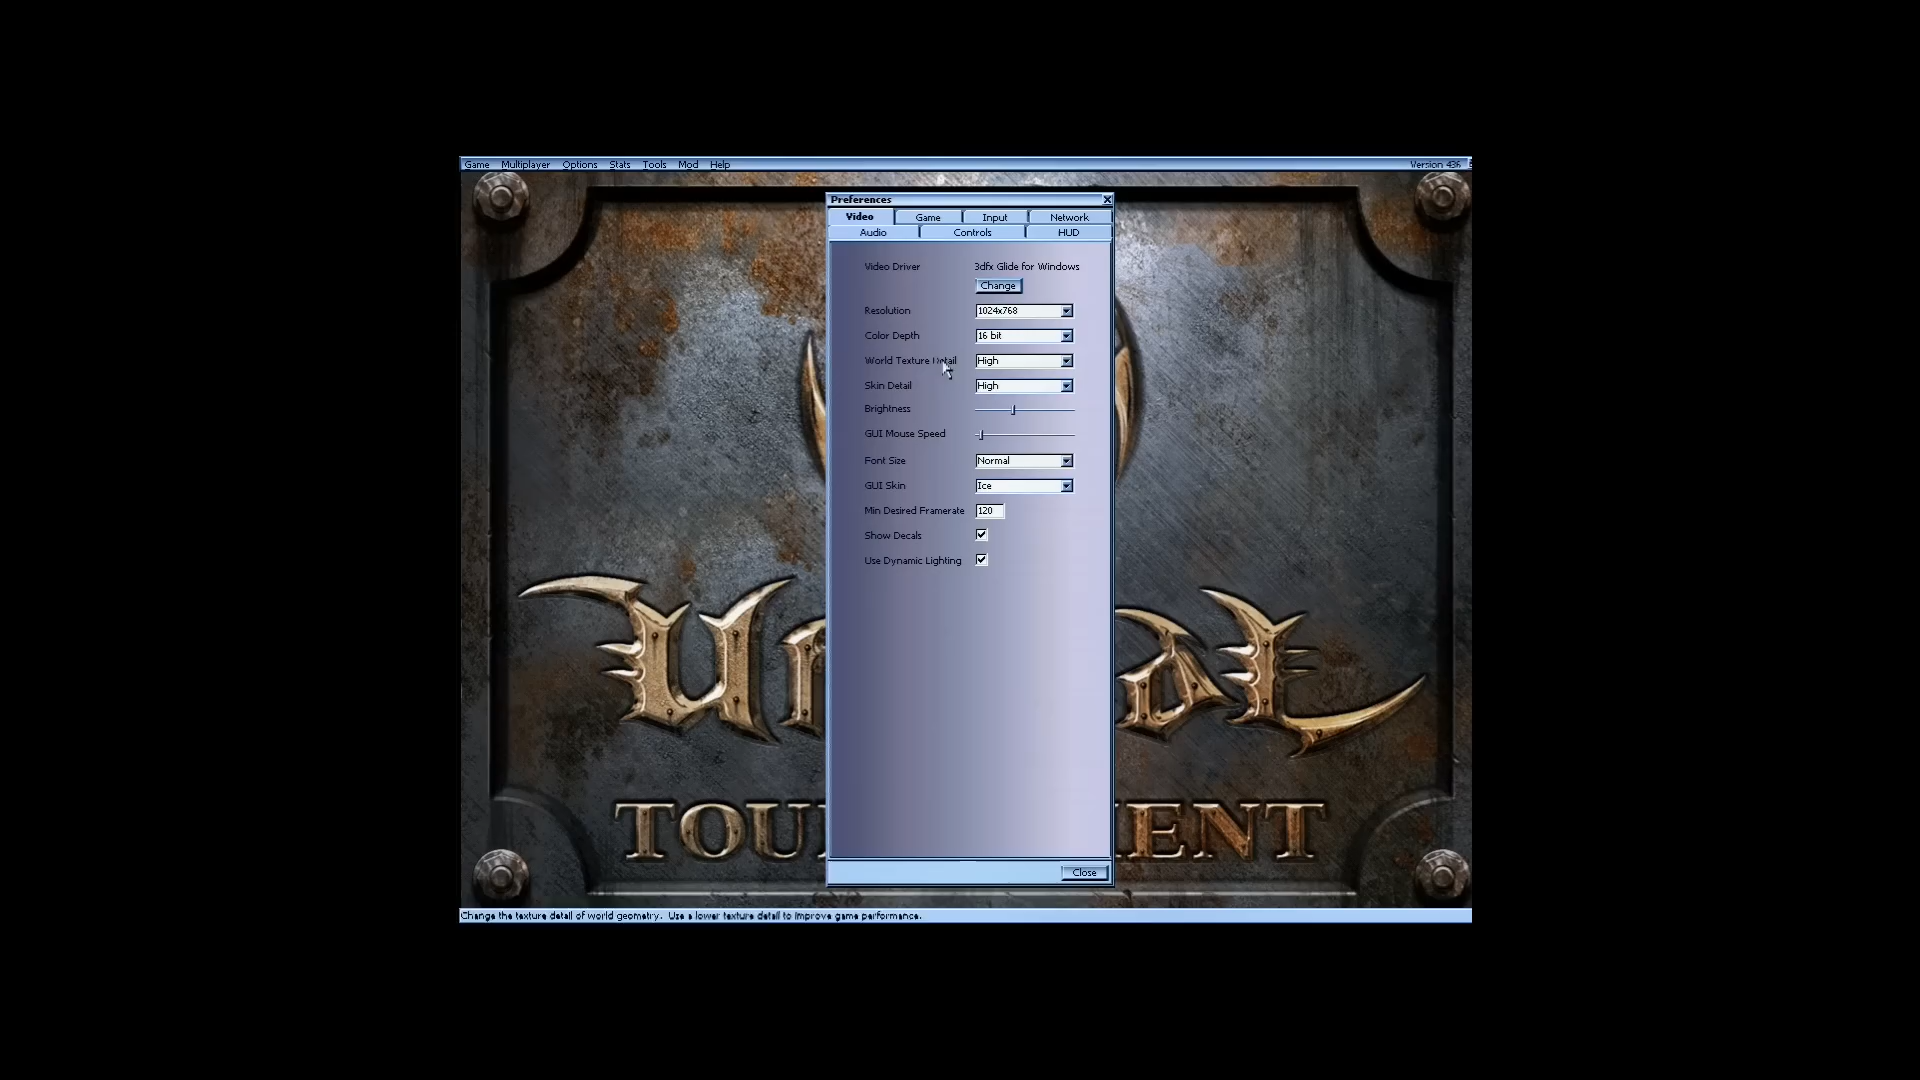 Game Multiplayer Options Stats Tools Mod Help Version 436
Preferences
Video Game Input Network
Audio Controls HUD
Video Driver 3dfx Glide for Windows
Change
Resolution 1024x768
Color Depth 16 bit
World Texture Detail High
Skin Detail High
Brightness
GUI Mouse Speed
Font Size Normal
GUI Skin Ice
Min Desired Framerate 120
Show Decals
Use Dynamic Lighting
Close
Change the texture detail of world geometry. Use a lower texture detail to improve game performance.